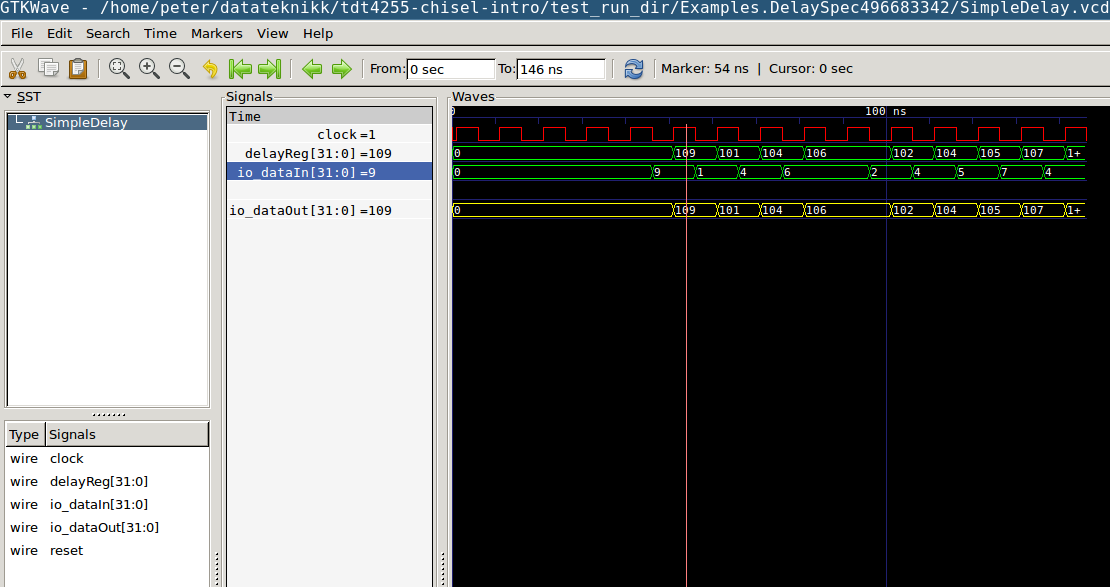 GTKWave - /home/peter/datateknikk/tdt4255-chisel-intro/test_run_dir/Examples.DelaySpec496683342/SimpleDelay.vcd
File Edit Search Time Markers View Help
From: 0 sec To: 146 ns Marker: 54 ns | Cursor: 0 sec
SST
SimpleDelay
Type Signals
wire clock
wire delayReg[31:0]
wire io_dataIn[31:0]
wire io_dataOut[31:0]
wire reset
Signals
Time
clock =1
delayReg[31:0] =109
io_dataIn[31:0] =9
io_dataOut[31:0] =109
Waves
0 100 ns
0 109 101 104 106 102 104 105 107 1+
0 9 1 4 6 2 4 5 7 4
0 109 101 104 106 102 104 105 107 1+